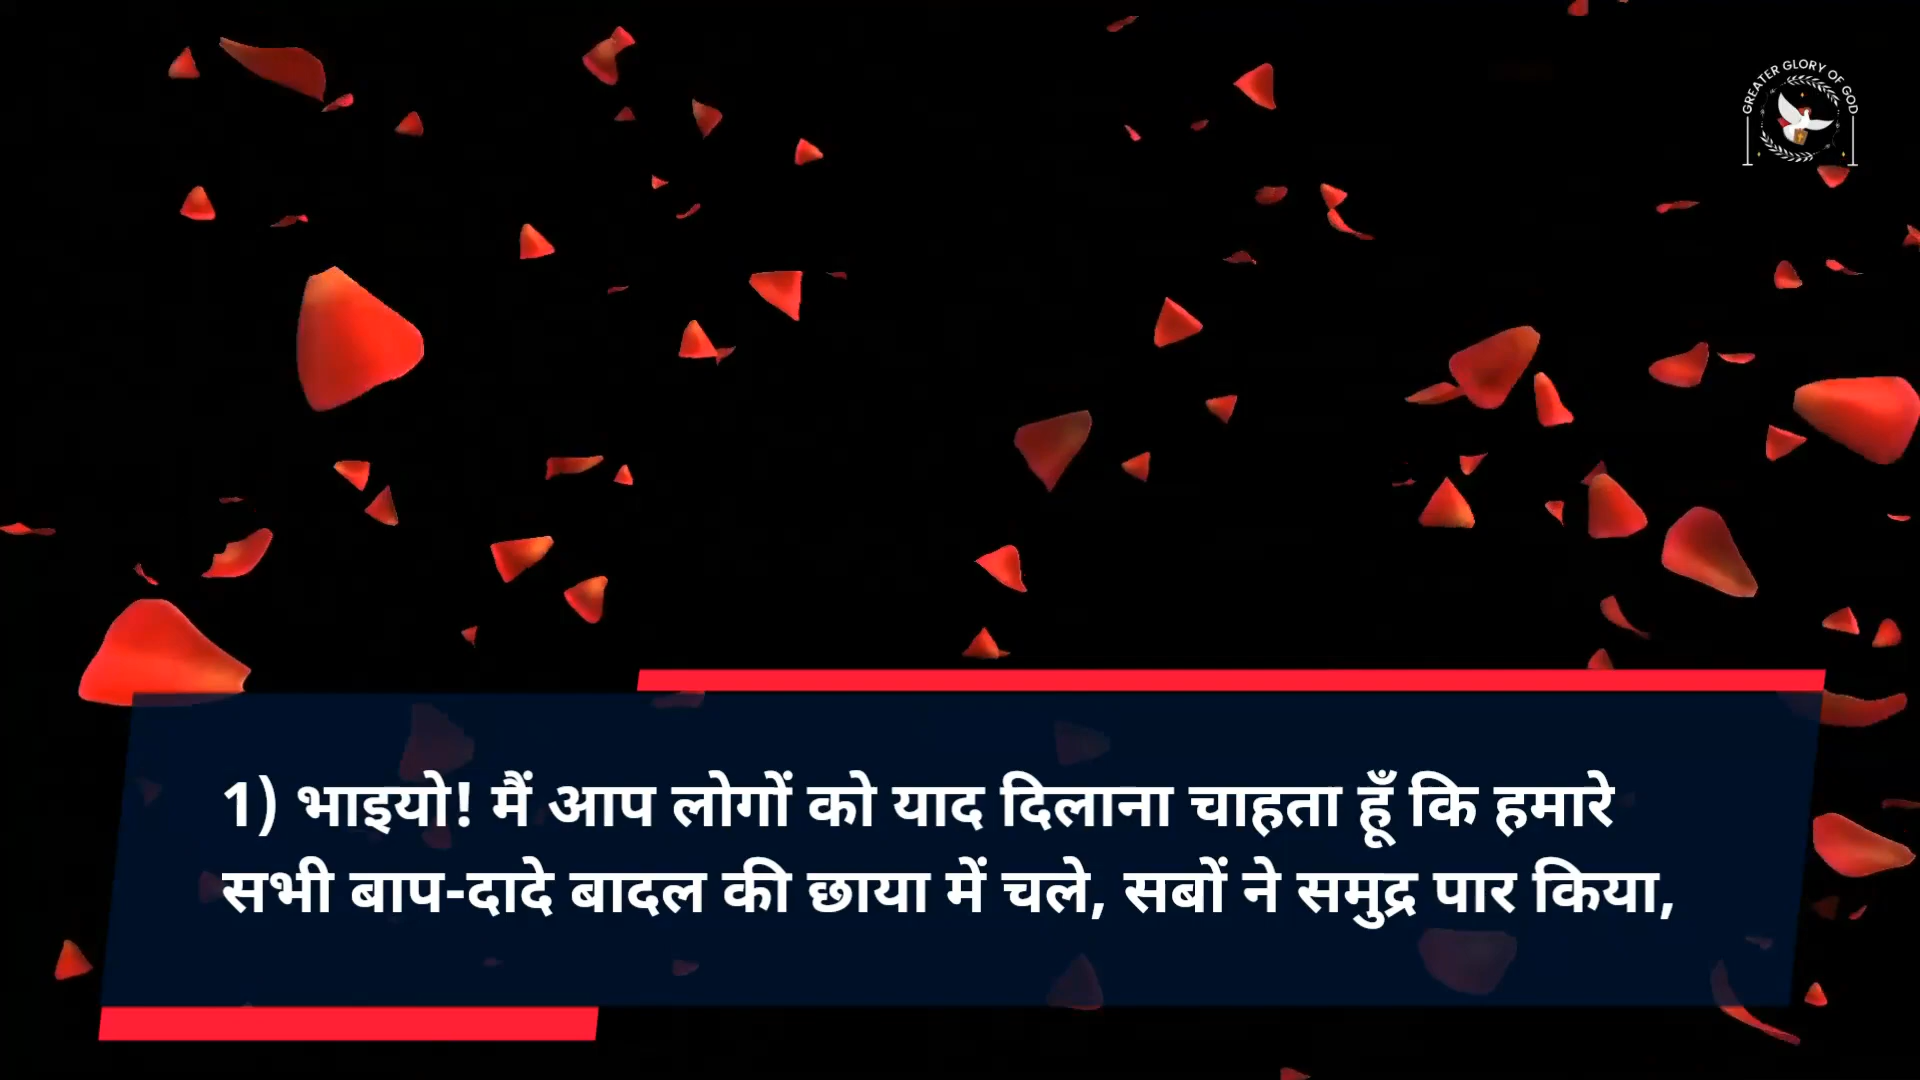 GREATER GLORY OF GOD
1) भाइयो! मैं आप लोगों को याद दिलाना चाहता हूँ कि हमारे
सभी बाप-दादे बादल की छाया में चले, सबों ने समुद्र पार किया,